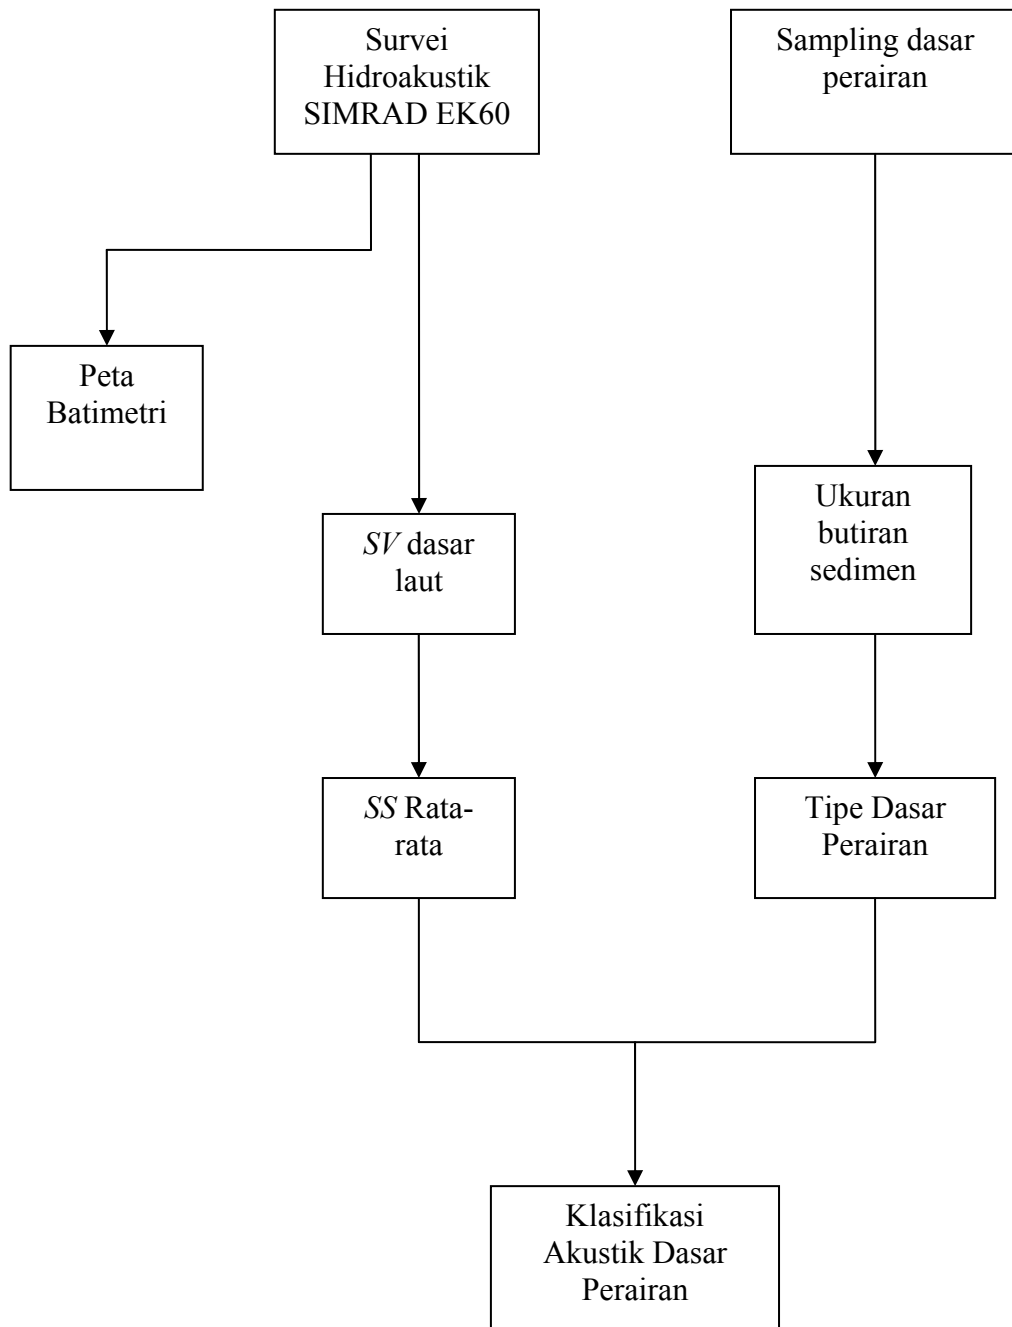 Survei
Hidroakustik
SIMRAD EK60
Sampling dasar
perairan
Peta
Batimetri
SV dasar
laut
Ukuran
butiran
sedimen
SS Rata-
rata
Tipe Dasar
Perairan
Klasifikasi
Akustik Dasar
Perairan